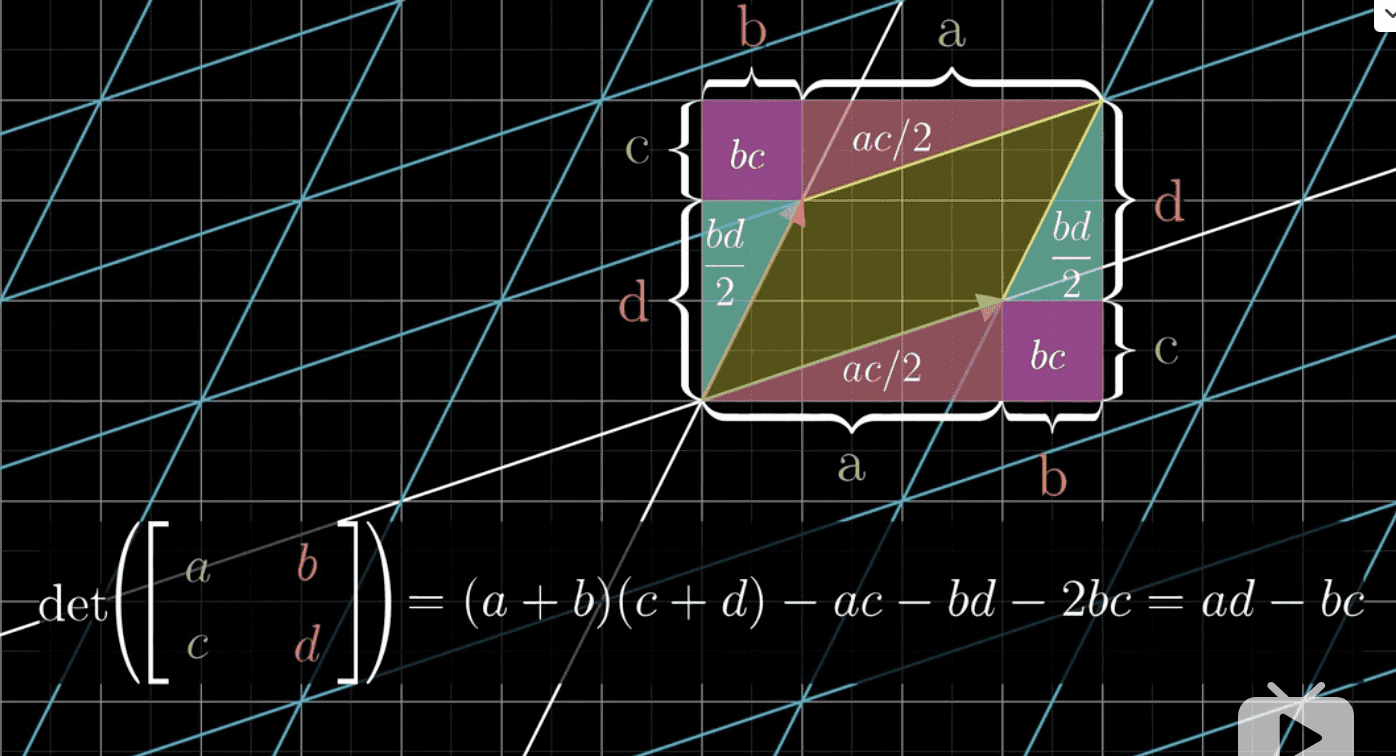 b a
c bc ac/2 d
bd/2 bd/2
d
ac/2 bc c
a b
det([a b; c d]) = (a + b)(c + d) − ac − bd − 2bc = ad − bc